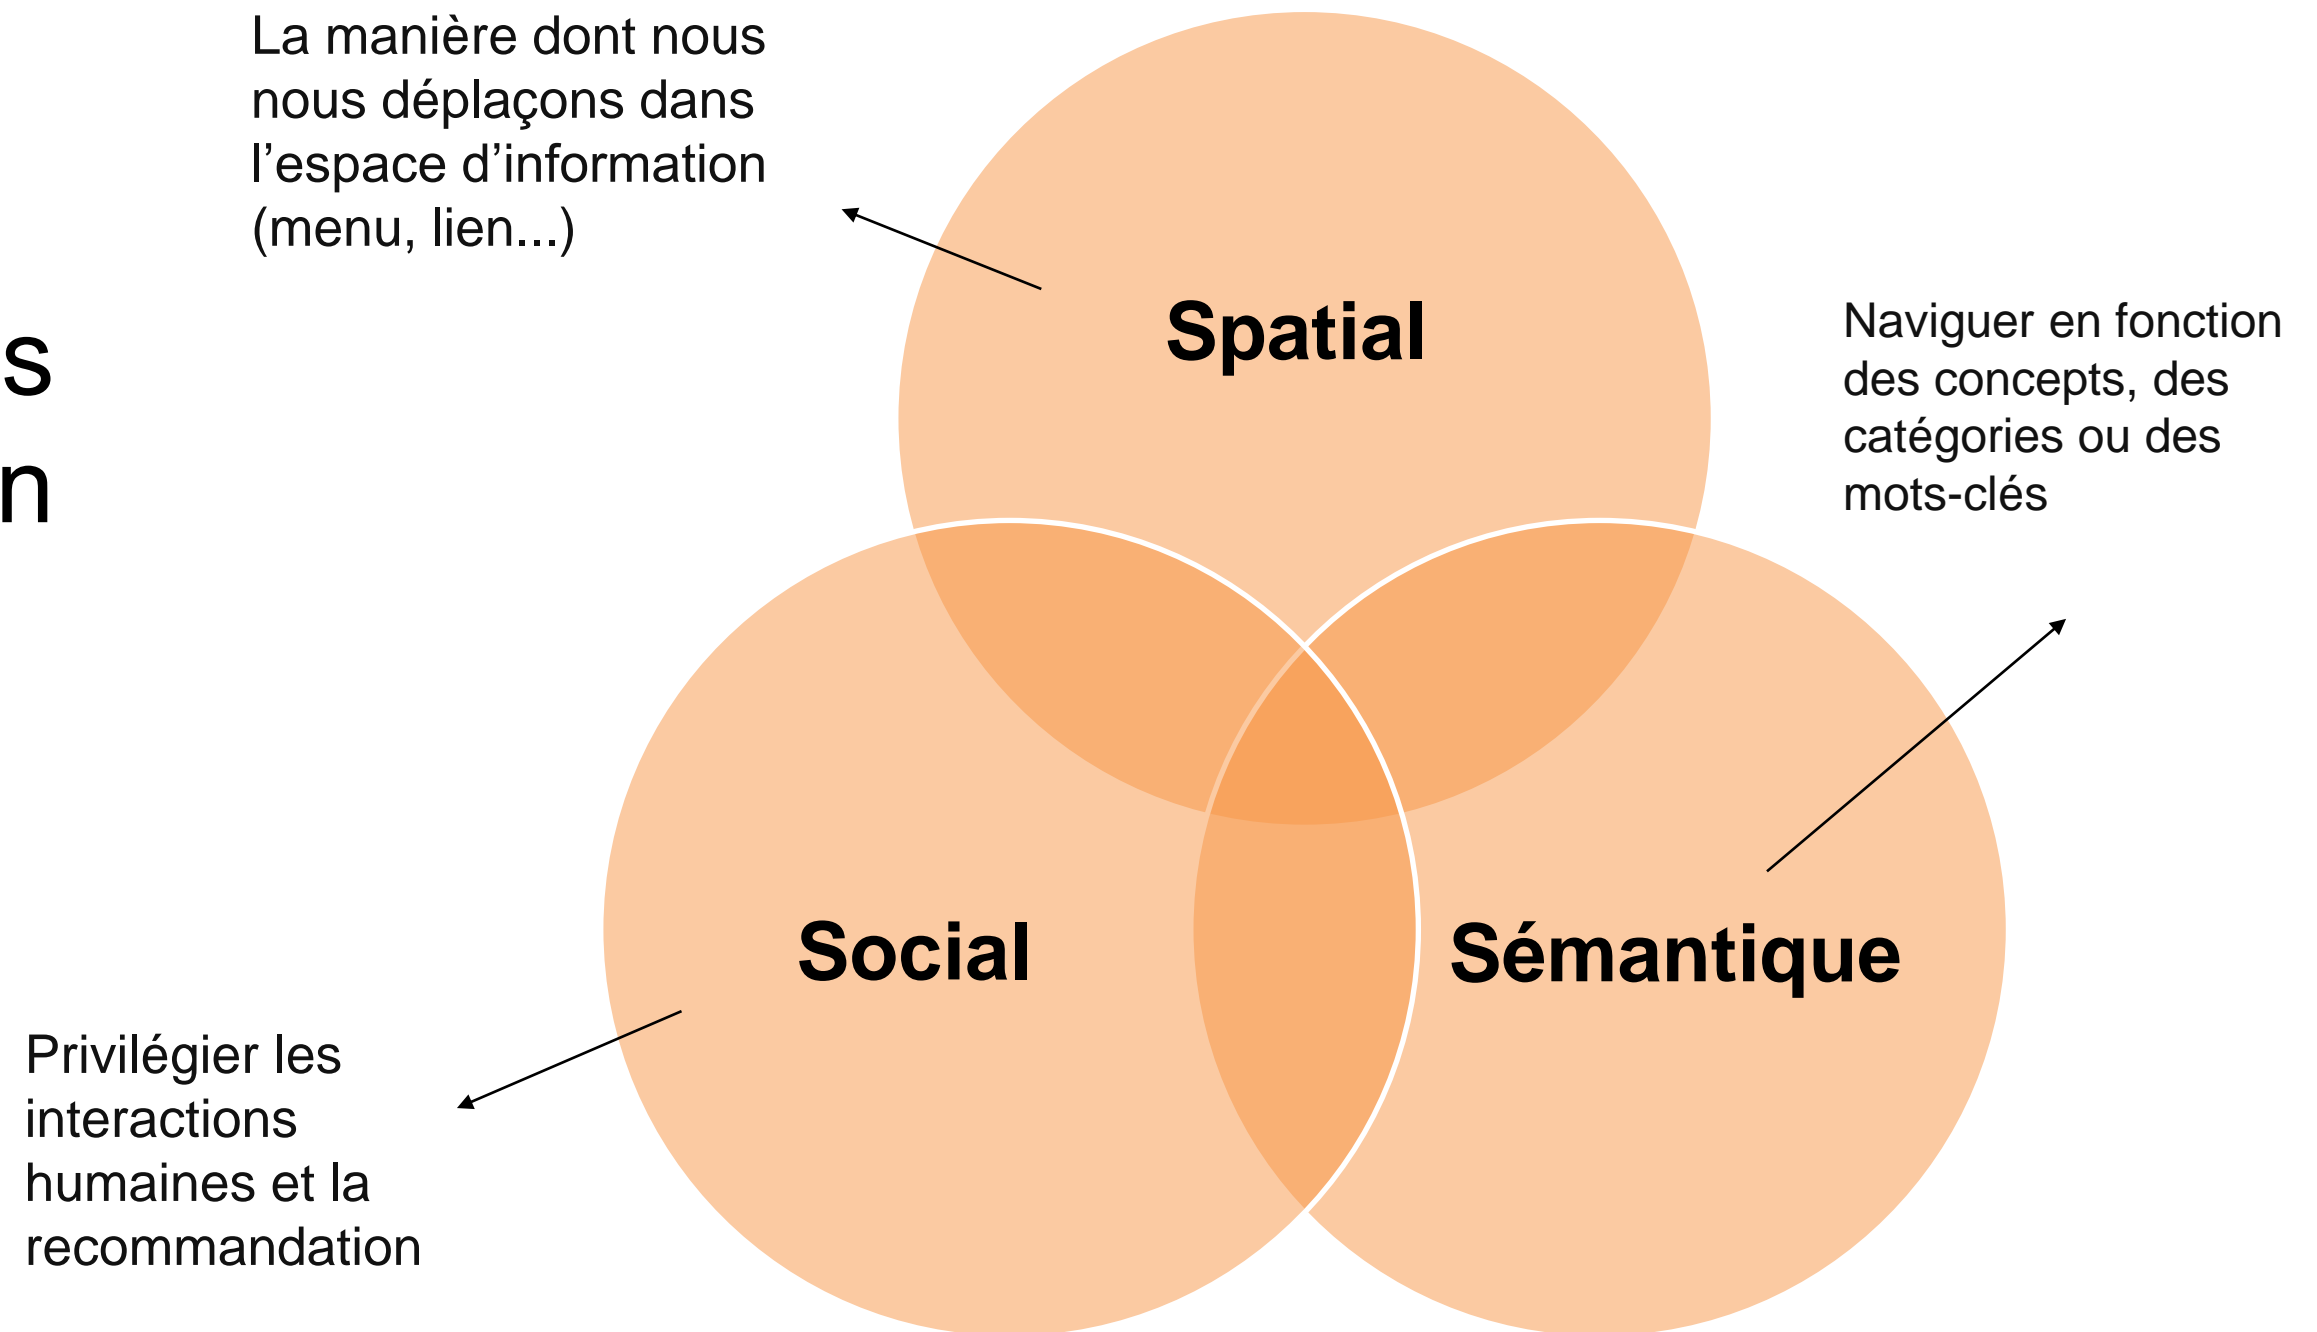 La manière dont nous
nous déplaçons dans
l’espace d’information
(menu, lien...)
s
n
Spatial
Naviguer en fonction
des concepts, des
catégories ou des
mots-clés
Social
Sémantique
Privilégier les
interactions
humaines et la
recommandation